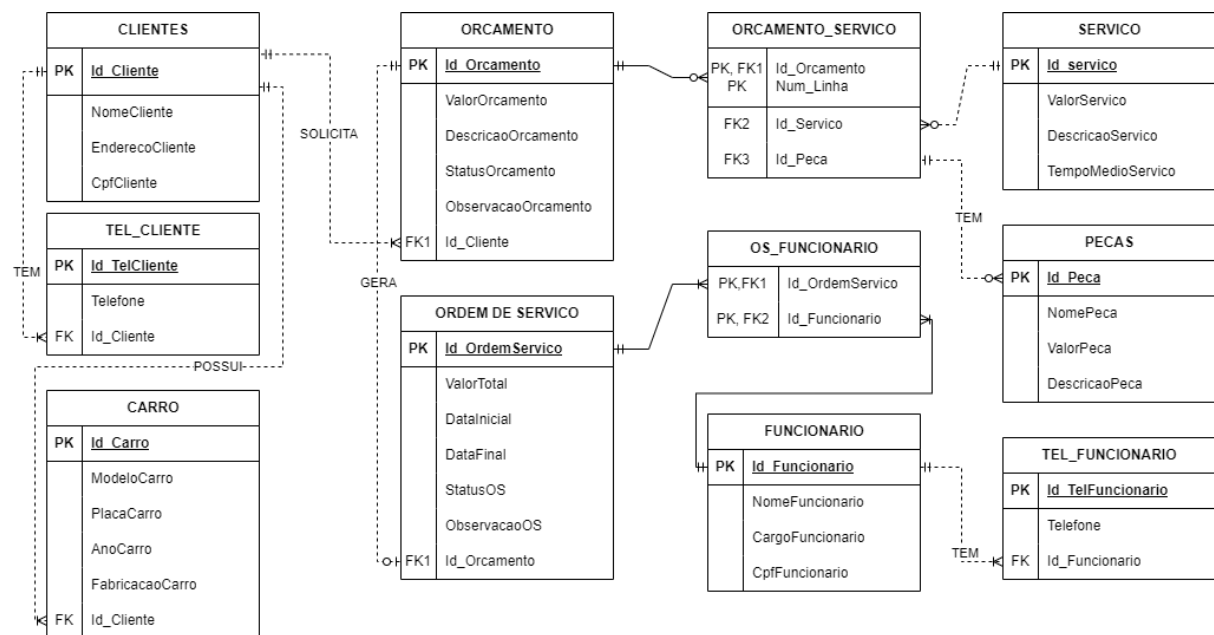 CLIENTES
PK Id_Cliente
NomeCliente
EnderecoCliente
CpfCliente
TEL_CLIENTE
PK Id_TelCliente
Telefone
FK Id_Cliente
TEM
POSSUI
CARRO
PK Id_Carro
ModeloCarro
PlacaCarro
AnoCarro
FabricacaoCarro
FK Id_Cliente
SOLICITA
ORCAMENTO
PK Id_Orcamento
ValorOrcamento
DescricaoOrcamento
StatusOrcamento
ObservacaoOrcamento
FK1 Id_Cliente
GERA
ORDEM DE SERVICO
PK Id_OrdemServico
ValorTotal
DataInicial
DataFinal
StatusOS
ObservacaoOS
FK1 Id_Orcamento
ORCAMENTO_SERVICO
PK, FK1 Id_Orcamento
PK Num_Linha
FK2 Id_Servico
FK3 Id_Peca
OS_FUNCIONARIO
PK,FK1 Id_OrdemServico
PK, FK2 Id_Funcionario
FUNCIONARIO
PK Id_Funcionario
NomeFuncionario
CargoFuncionario
CpfFuncionario
SERVICO
PK Id_servico
ValorServico
DescricaoServico
TempoMedioServico
TEM
PECAS
PK Id_Peca
NomePeca
ValorPeca
DescricaoPeca
TEL_FUNCIONARIO
PK Id_TelFuncionario
Telefone
FK Id_Funcionario
TEM